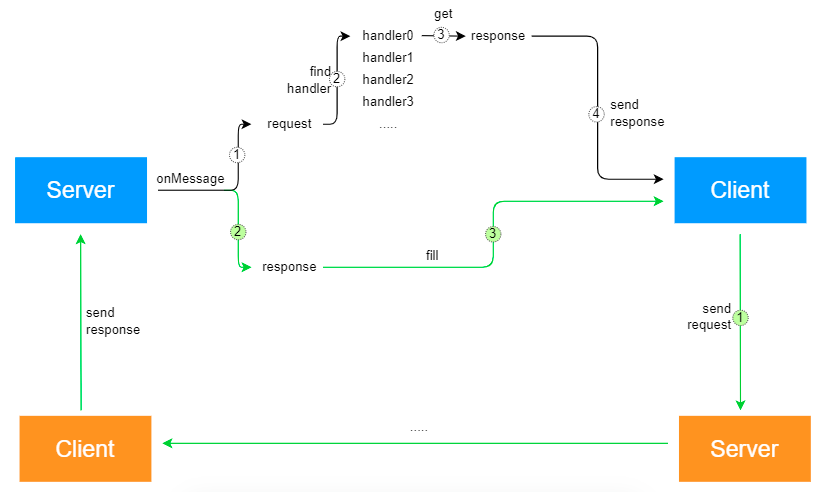 get
3
handler0
response
handler1
find
2
handler
handler2
handler3
.....
request
4
send
response
1
onMessage
Server
Client
2
3
response
fill
send
response
send
request
1
.....
Client
Server